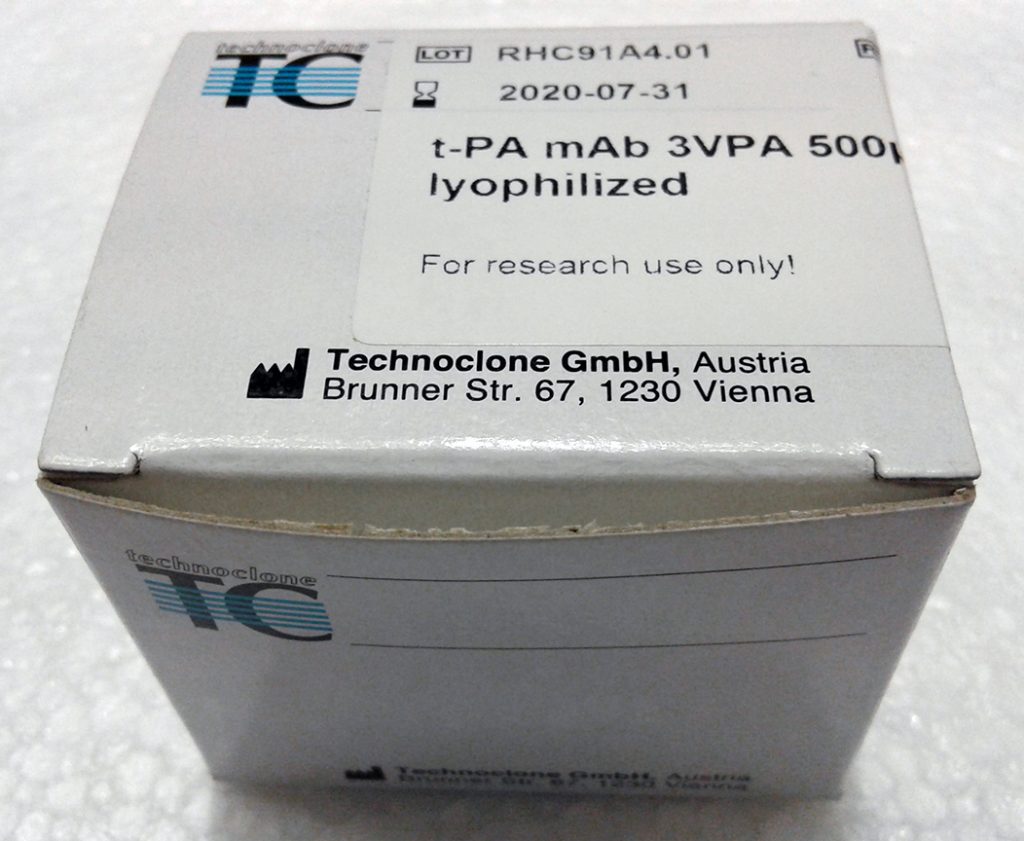 technoclone
TC
LOT RHC91A4.01
R
2020-07-31
t-PA mAb 3VPA 500µ
lyophilized
For research use only!
Technoclone GmbH, Austria
Brunner Str. 67, 1230 Vienna
technoclone
TC
Technoclone GmbH, Austria
Brunner Str. 67, 1230 Vienna